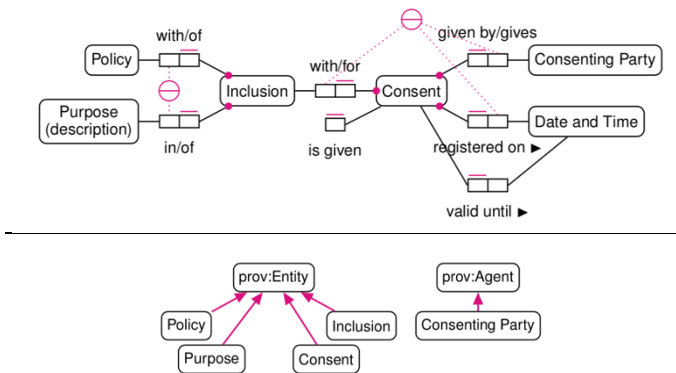 with/of
given by/gives
Policy
Consenting Party
with/for
Inclusion
Consent
Purpose
(description)
Date and Time
in/of
is given
registered on ►
valid until ►
prov:Entity
prov:Agent
Policy
Inclusion
Consenting Party
Purpose
Consent